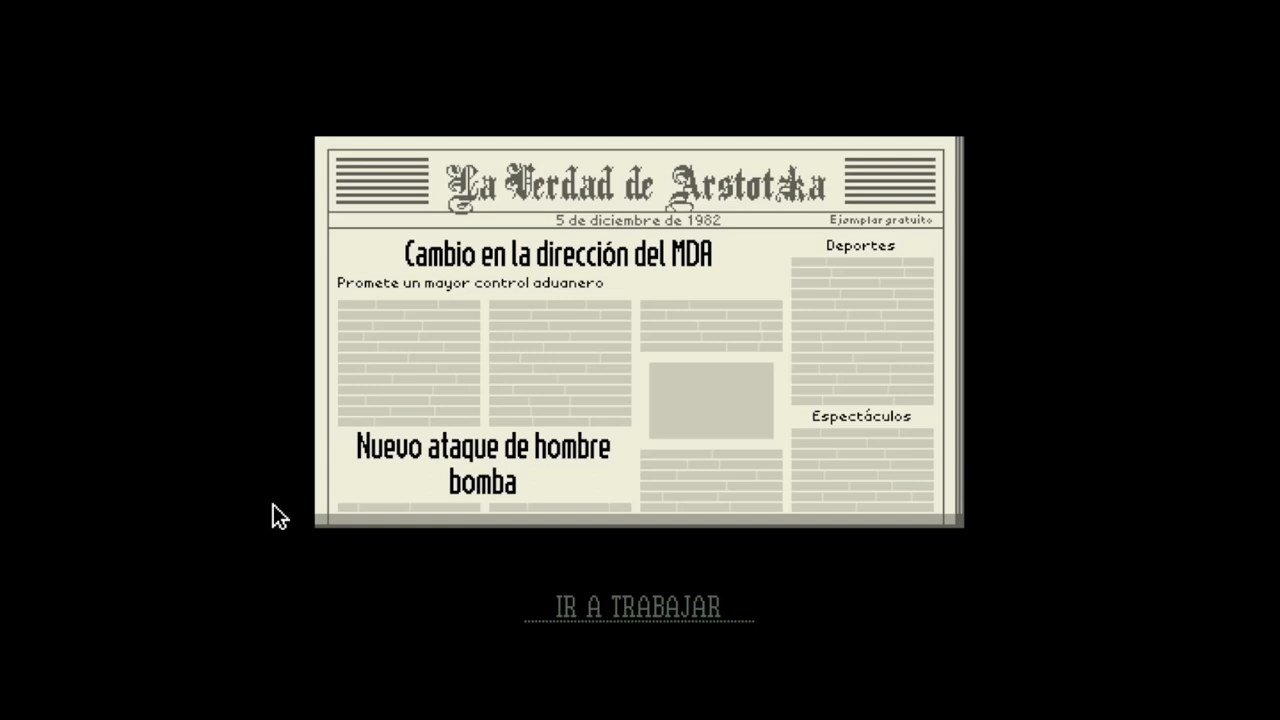 La Verdad de Arstotzka
5 de diciembre de 1982
Ejemplar gratuito
Cambio en la dirección del MDA
Promete un mayor control aduanero
Deportes
Espectáculos
Nuevo ataque de hombre
bomba
IR A TRABAJAR